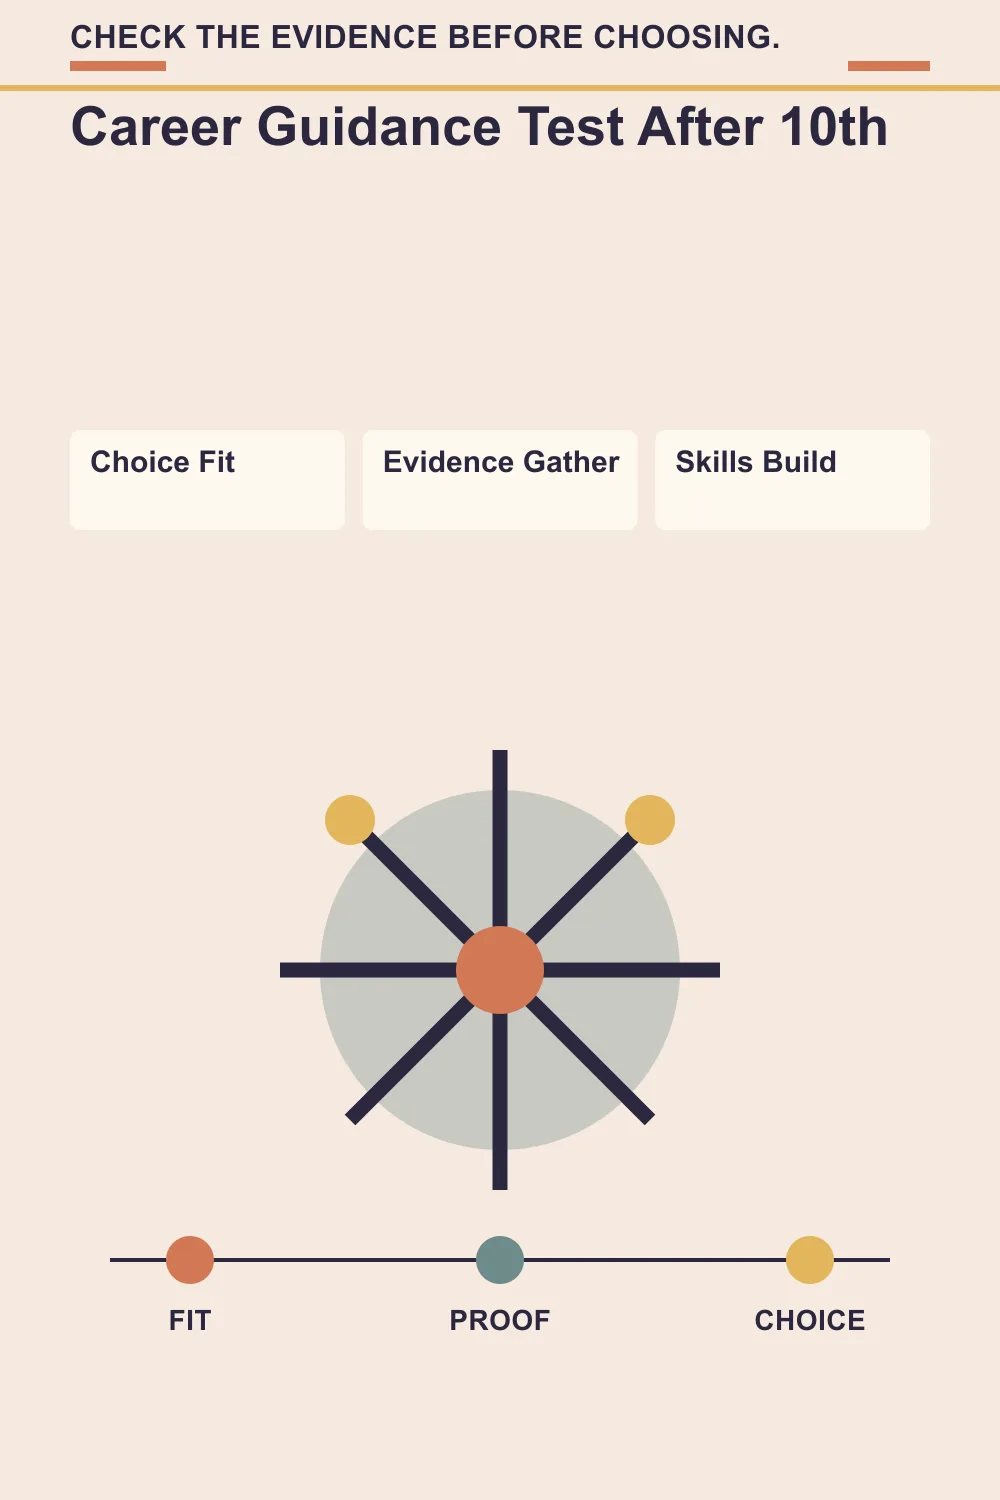 CHECK THE EVIDENCE BEFORE CHOOSING.
Career Guidance Test After 10th
Choice Fit
Evidence Gather
Skills Build
FIT
PROOF
CHOICE